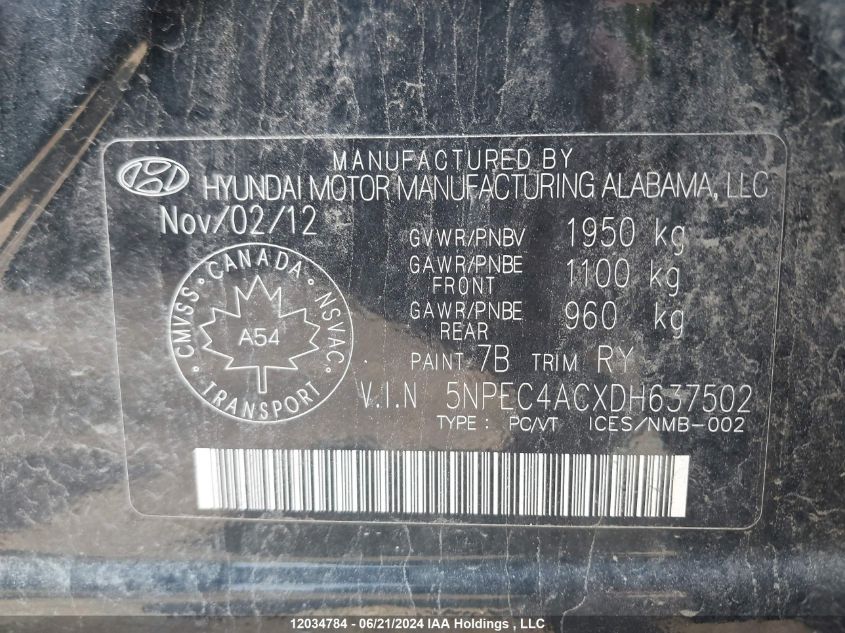 MANUFACTURED BY
HYUNDAI MOTOR MANUFACTURING ALABAMA, LLC
Nov/02/12
GVWR/PNBV 1950 kg
GAWR/PNBE FRONT 1100 kg
GAWR/PNBE REAR 960 kg
CANADA
CMVSS NSVAC
A54
TRANSPORT
PAINT 7B TRIM RY
V.I.N 5NPEC4ACXDH637502
TYPE : PC/VT ICES/NMB-002
12034784 - 06/21/2024 IAA Holdings , LLC